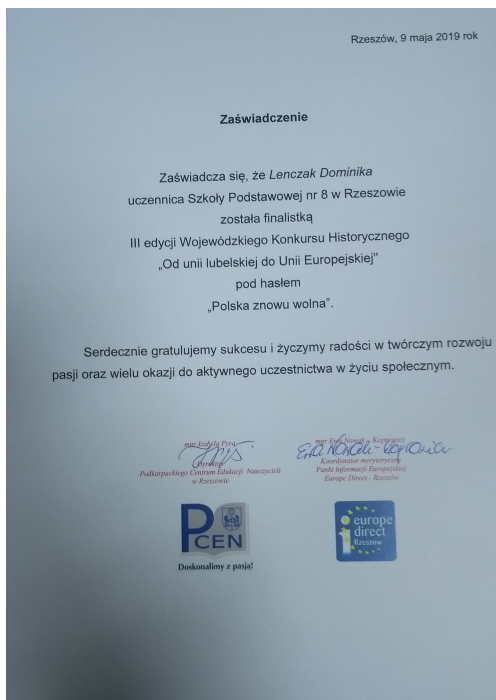 Rzeszów, 9 maja 2019 rok
Zaświadczenie
Zaświadcza się, że Lenczak Dominika
uczennica Szkoły Podstawowej nr 8 w Rzeszowie
została finalistką
III edycji Wojewódzkiego Konkursu Historycznego
„Od unii lubelskiej do Unii Europejskiej"
pod hasłem
„Polska znowu wolna".
Serdecznie gratulujemy sukcesu i życzymy radości w twórczym rozwoju
pasji oraz wielu okazji do aktywnego uczestnictwa w życiu społecznym.
mgr Izabela Pyra
Dyrektor
Podkarpackiego Centrum Edukacji Nauczycieli
w Rzeszowie
mgr Ewa Nowak - Koprowicz
Ewa Nowak-Koprowicz
Koordynator merytoryczny
Punktu Informacji Europejskiej
Europe Direct - Rzeszów
PCEN
Doskonalimy z pasją!
europe
direct
Rzeszów